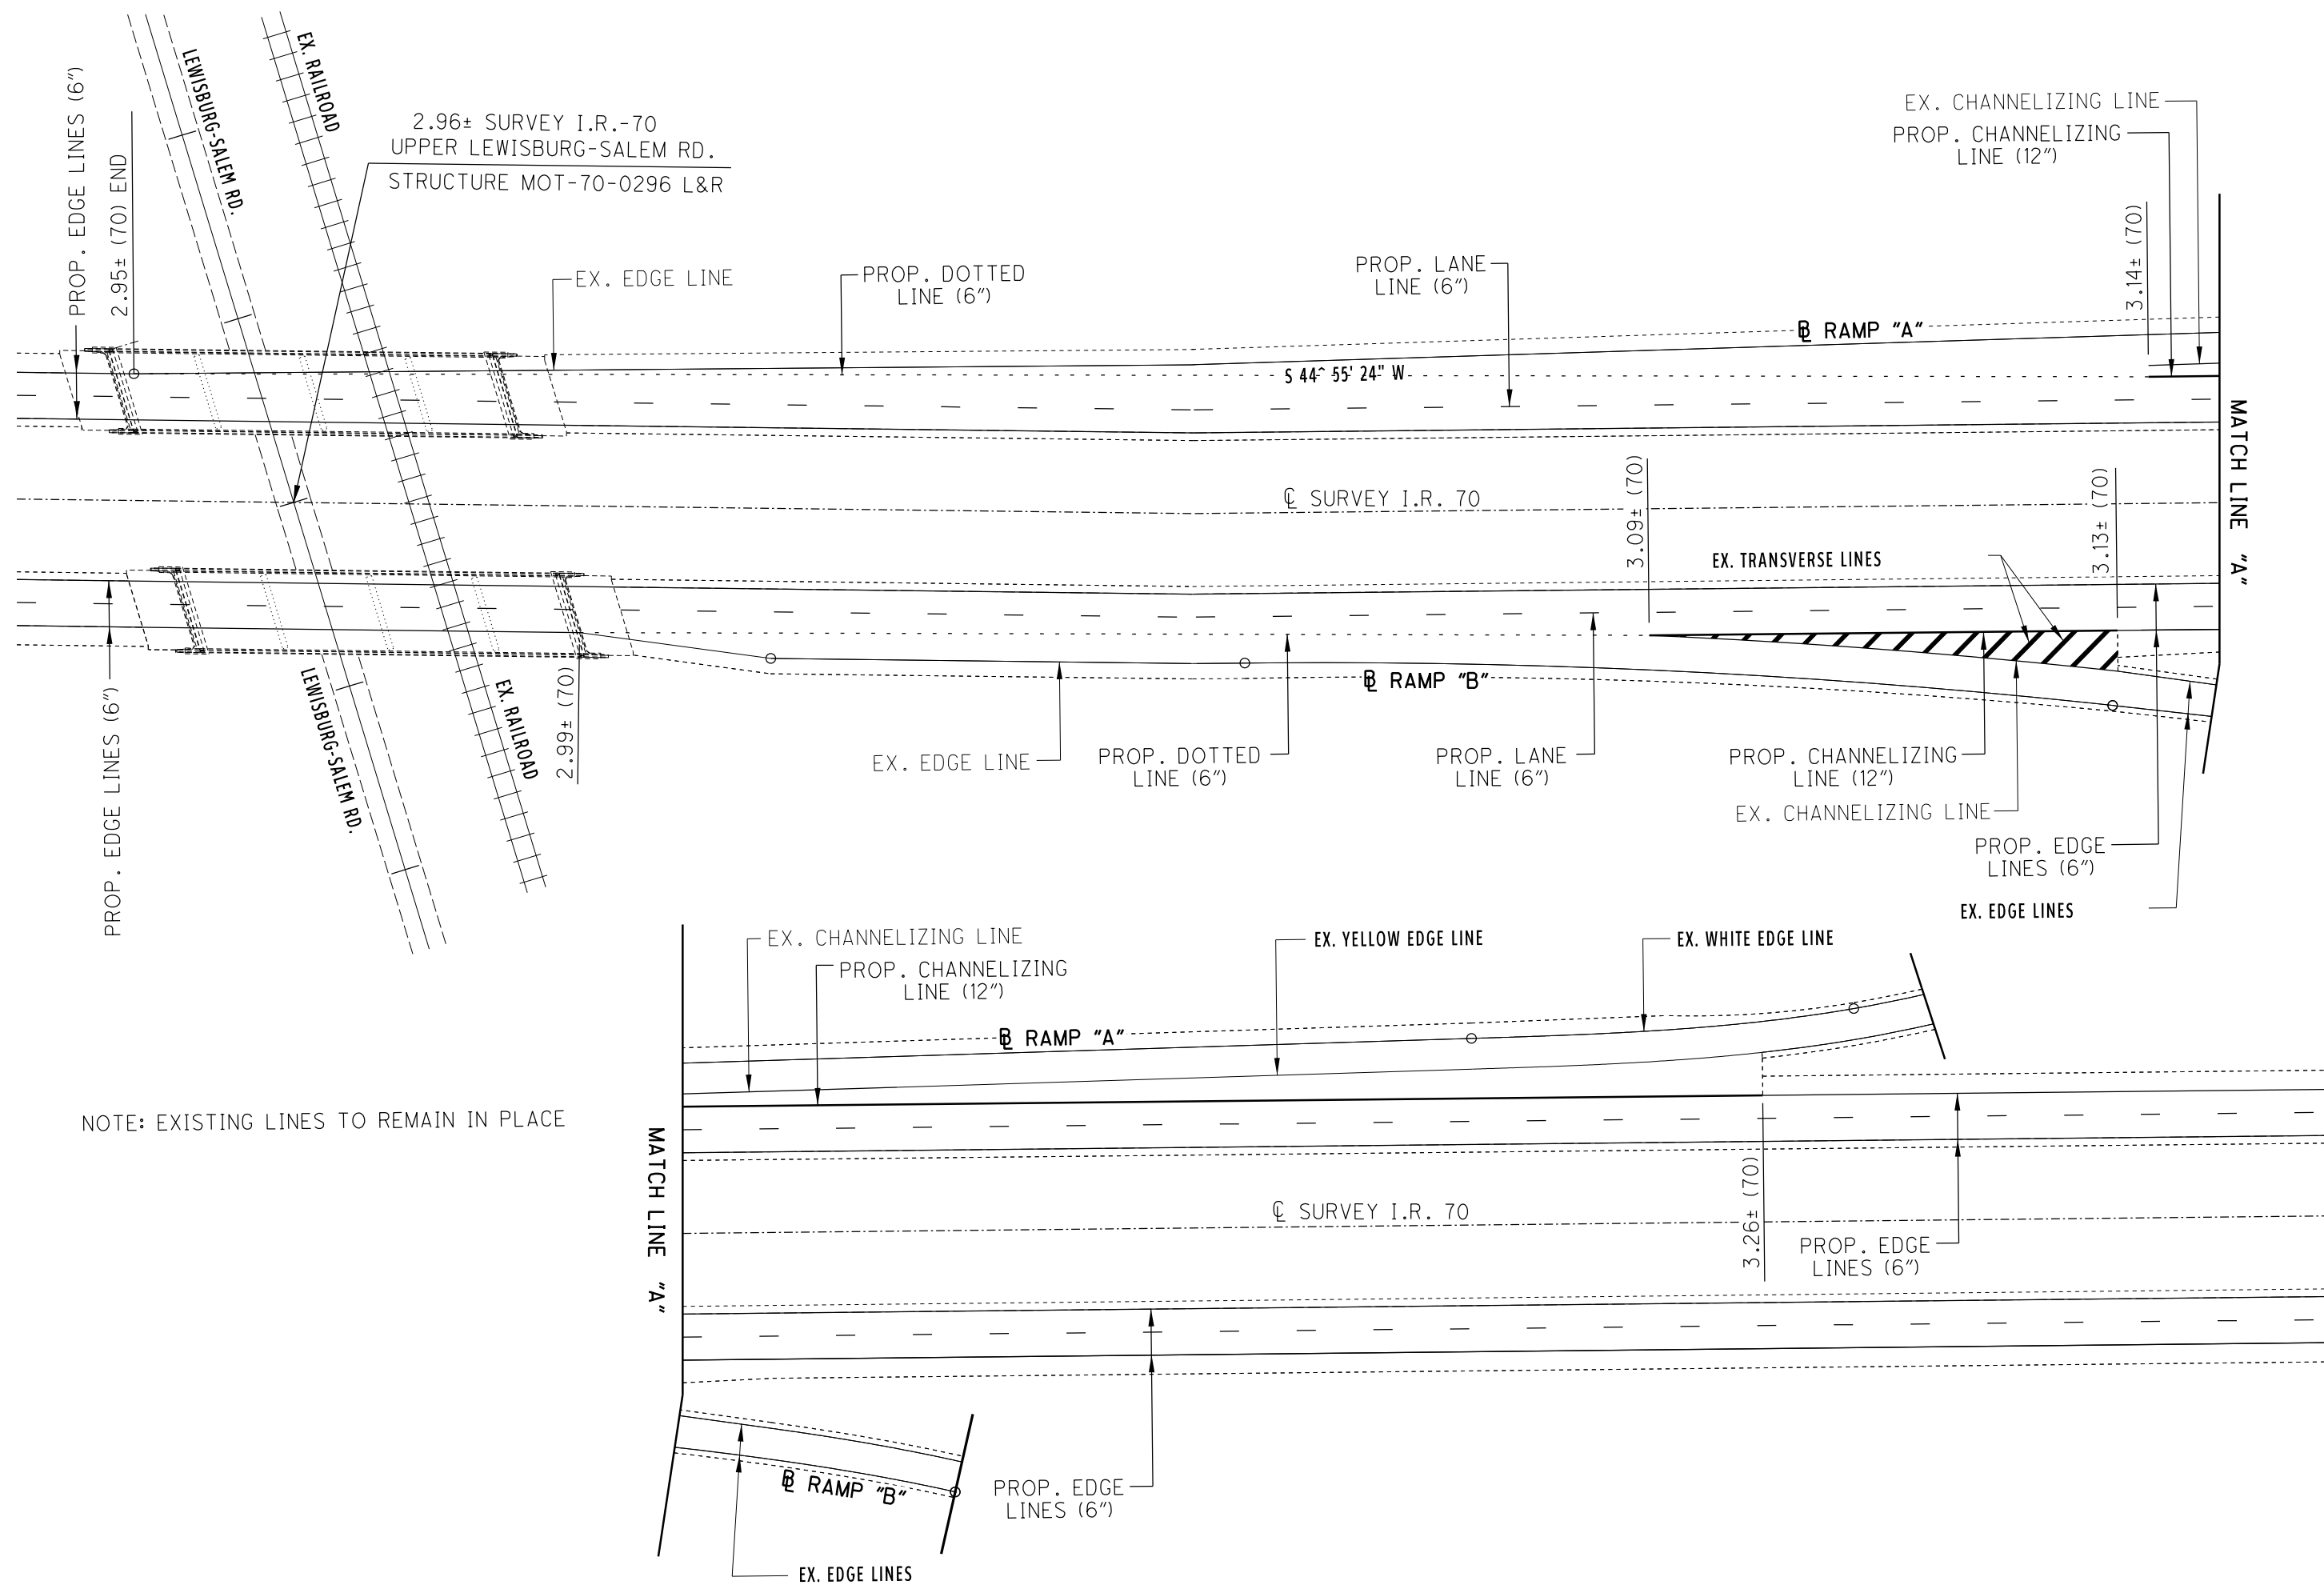 PROP. EDGE LINES (6")
2.95± (70) END
LEWISBURG-SALEM RD.
EX. RAILROAD
2.96± SURVEY I.R.-70
UPPER LEWISBURG-SALEM RD.
STRUCTURE MOT-70-0296 L&R
EX. EDGE LINE
PROP. DOTTED
LINE (6")
PROP. LANE
LINE (6")
EX. CHANNELIZING LINE
PROP. CHANNELIZING
LINE (12")
3.14± (70)
℄ RAMP "A"
S 44^ 55' 24" W
MATCH LINE "A"
℄ SURVEY I.R. 70
3.09± (70)
3.13± (70)
EX. TRANSVERSE LINES
℄ RAMP "B"
PROP. EDGE LINES (6")
LEWISBURG-SALEM RD.
EX. RAILROAD
2.99± (70)
EX. EDGE LINE
PROP. DOTTED
LINE (6")
PROP. LANE
LINE (6")
PROP. CHANNELIZING
LINE (12")
EX. CHANNELIZING LINE
PROP. EDGE
LINES (6")
EX. EDGE LINES
EX. CHANNELIZING LINE
PROP. CHANNELIZING
LINE (12")
EX. YELLOW EDGE LINE
EX. WHITE EDGE LINE
℄ RAMP "A"
NOTE: EXISTING LINES TO REMAIN IN PLACE
MATCH LINE "A"
℄ SURVEY I.R. 70
3.26± (70)
PROP. EDGE
LINES (6")
℄ RAMP "B"
PROP. EDGE
LINES (6")
EX. EDGE LINES